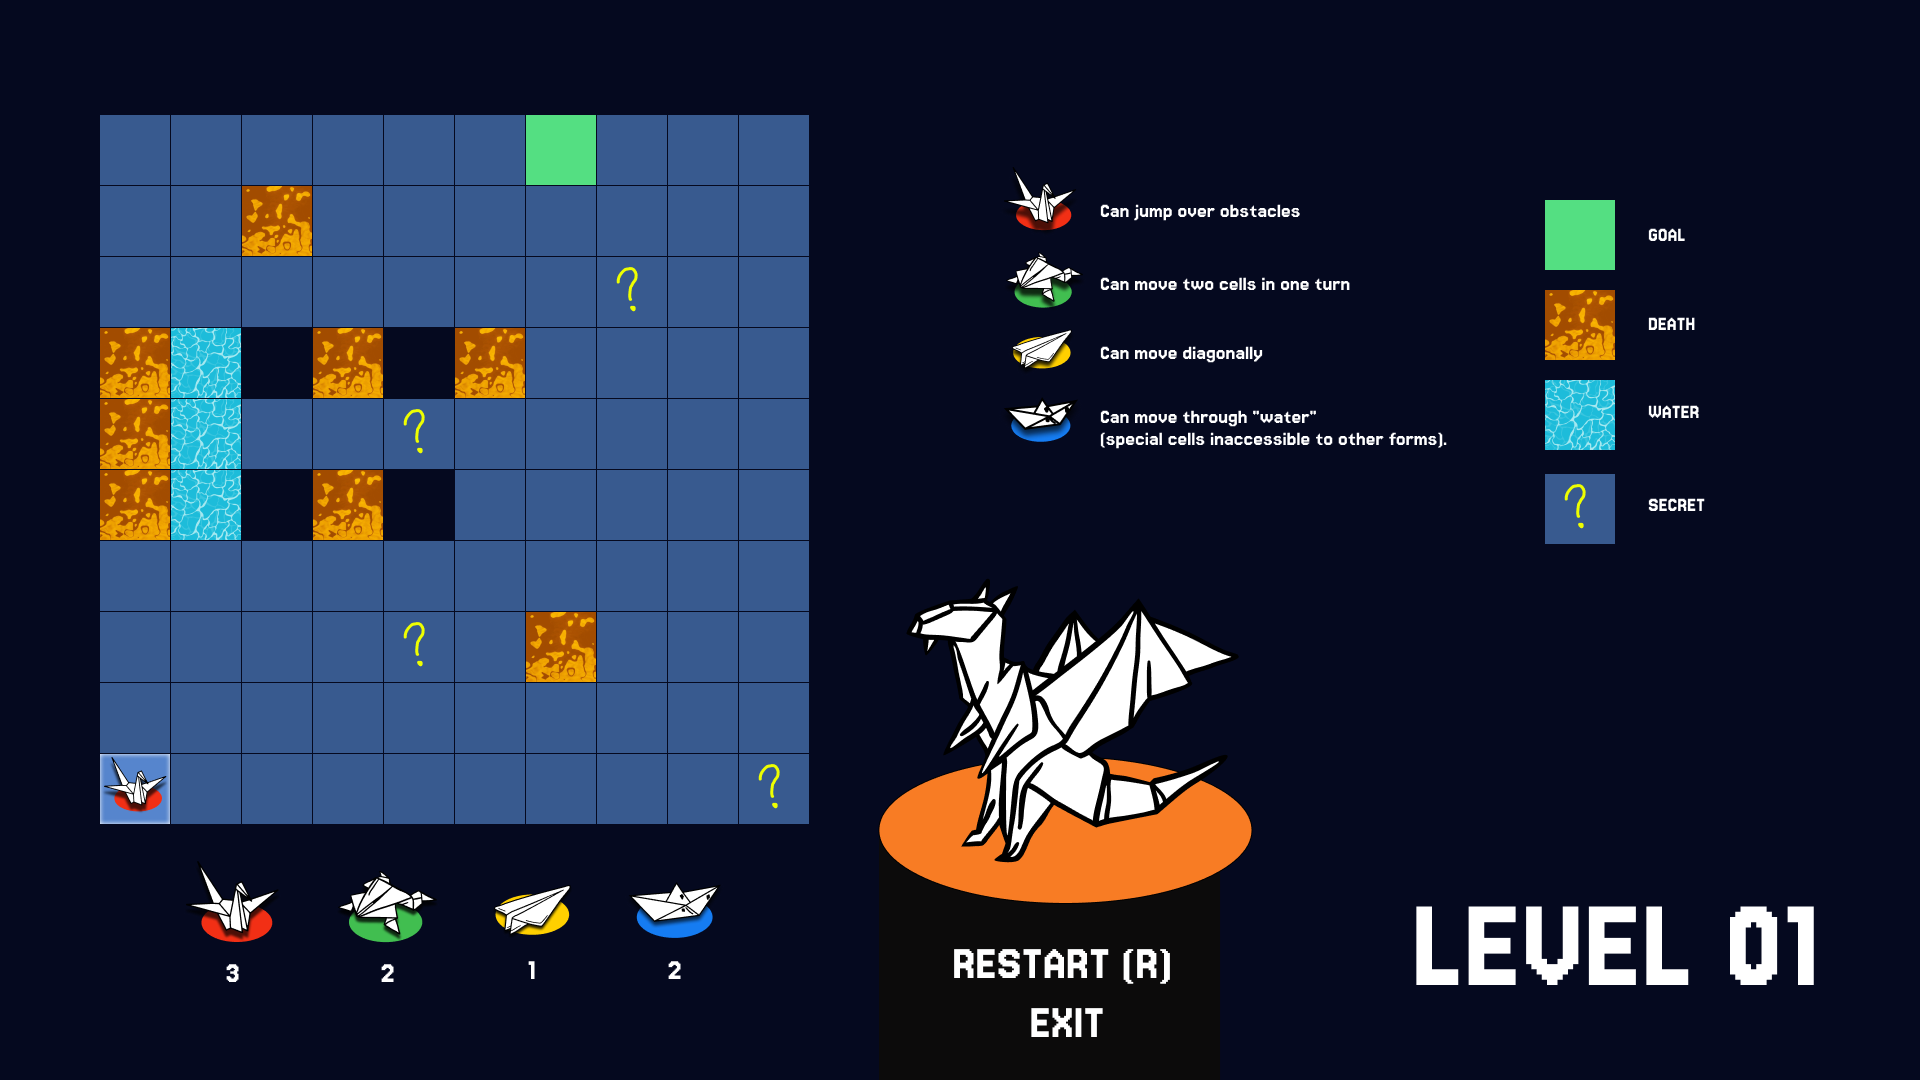 ?
?
?
?
3
2
1
2
Can jump over obstacles
Can move two cells in one turn
Can move diagonally
Can move through "water"
(special cells inaccessible to other forms).
GOAL
DEATH
WATER
?
SECRET
RESTART (R)
EXIT
LEVEL 01